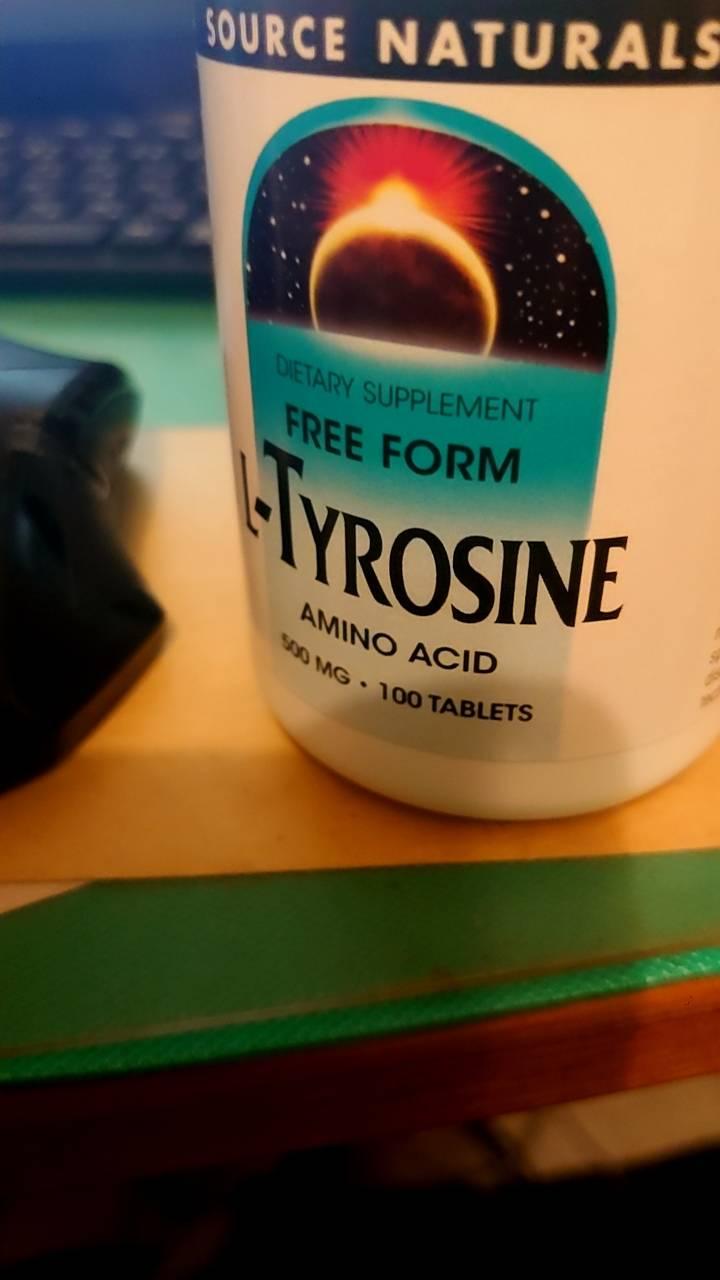 SOURCE NATURALS
DIETARY SUPPLEMENT
FREE FORM
L-TYROSINE
AMINO ACID
500 MG • 100 TABLETS